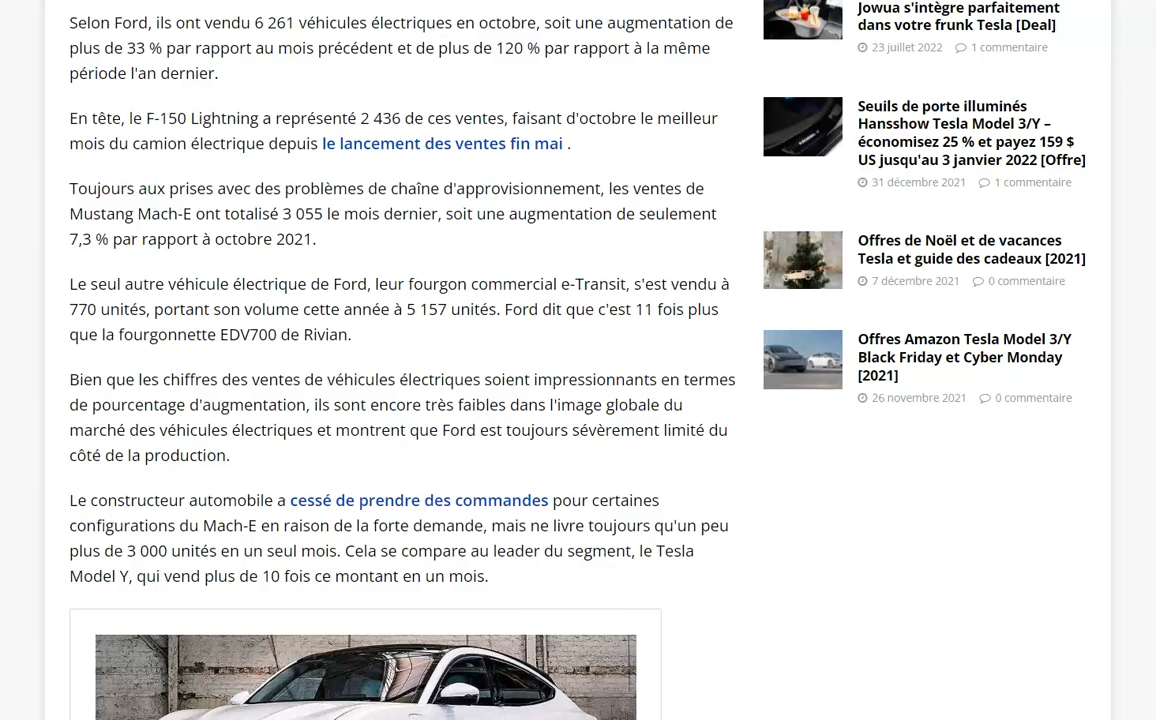 Selon Ford, ils ont vendu 6 261 véhicules électriques en octobre, soit une augmentation de
plus de 33 % par rapport au mois précédent et de plus de 120 % par rapport à la même
période l'an dernier.
En tête, le F-150 Lightning a représenté 2 436 de ces ventes, faisant d'octobre le meilleur
mois du camion électrique depuis le lancement des ventes fin mai .
Toujours aux prises avec des problèmes de chaîne d'approvisionnement, les ventes de
Mustang Mach-E ont totalisé 3 055 le mois dernier, soit une augmentation de seulement
7,3 % par rapport à octobre 2021.
Le seul autre véhicule électrique de Ford, leur fourgon commercial e-Transit, s'est vendu à
770 unités, portant son volume cette année à 5 157 unités. Ford dit que c'est 11 fois plus
que la fourgonnette EDV700 de Rivian.
Bien que les chiffres des ventes de véhicules électriques soient impressionnants en termes
de pourcentage d'augmentation, ils sont encore très faibles dans l'image globale du
marché des véhicules électriques et montrent que Ford est toujours sévèrement limité du
côté de la production.
Le constructeur automobile a cessé de prendre des commandes pour certaines
configurations du Mach-E en raison de la forte demande, mais ne livre toujours qu'un peu
plus de 3 000 unités en un seul mois. Cela se compare au leader du segment, le Tesla
Model Y, qui vend plus de 10 fois ce montant en un mois.
Jowua s'intègre parfaitement
dans votre frunk Tesla [Deal]
23 juillet 2022 1 commentaire
Seuils de porte illuminés
Hansshow Tesla Model 3/Y –
économisez 25 % et payez 159 $
US jusqu'au 3 janvier 2022 [Offre]
31 décembre 2021 1 commentaire
Offres de Noël et de vacances
Tesla et guide des cadeaux [2021]
7 décembre 2021 0 commentaire
Offres Amazon Tesla Model 3/Y
Black Friday et Cyber Monday
[2021]
26 novembre 2021 0 commentaire